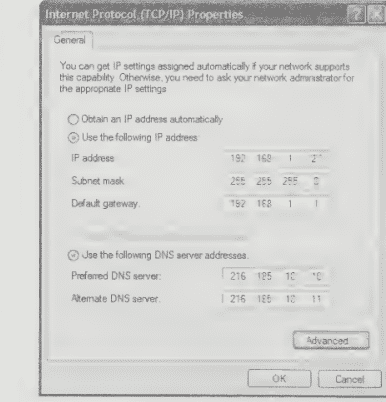 Internet Protocol (TCP/IP) Properties
General
You can get IP settings assigned automatically if your network supports
this capability. Otherwise, you need to ask your network administrator for
the appropriate IP settings
Obtain an IP address automatically
Use the following IP address:
IP address
192 168 1
Subnet mask
255 255 255 0
Default gateway.
192 168 1 1
Use the following DNS server addresses.
Preferred DNS server:
216
Alternate DNS server.
216 11
Advanced
OK
Cancel